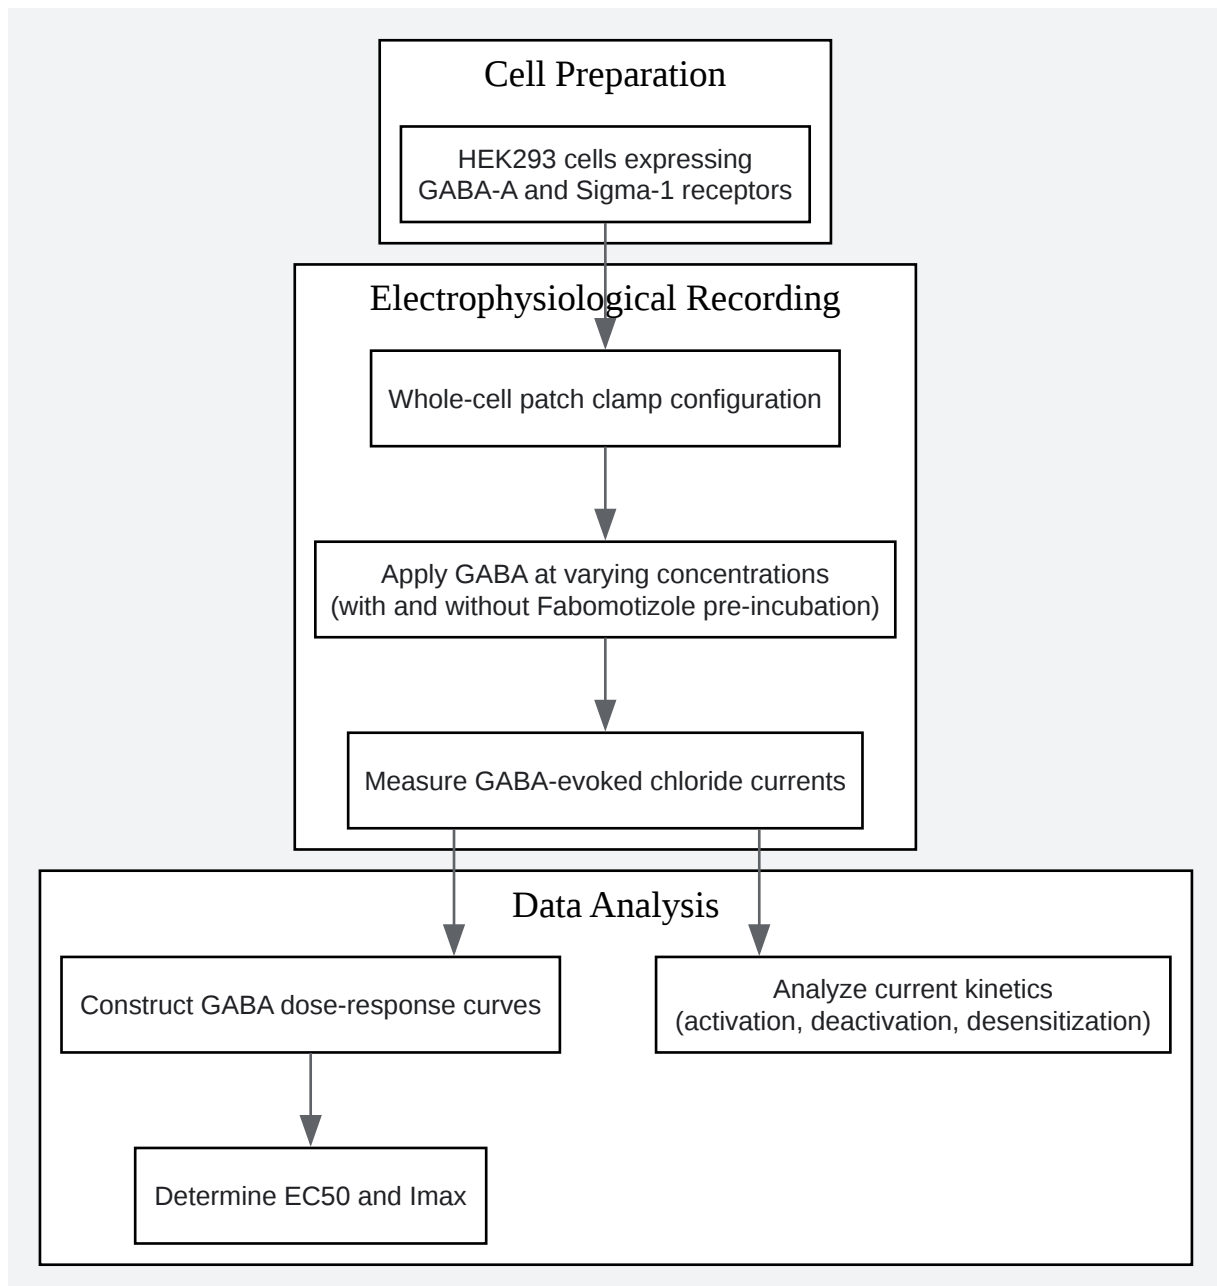 Cell Preparation
HEK293 cells expressing
GABA-A and Sigma-1 receptors
Electrophysiological Recording
Whole-cell patch clamp configuration
Apply GABA at varying concentrations
(with and without Fabomotizole pre-incubation)
Measure GABA-evoked chloride currents
Data Analysis
Construct GABA dose-response curves
Analyze current kinetics
(activation, deactivation, desensitization)
Determine EC50 and Imax